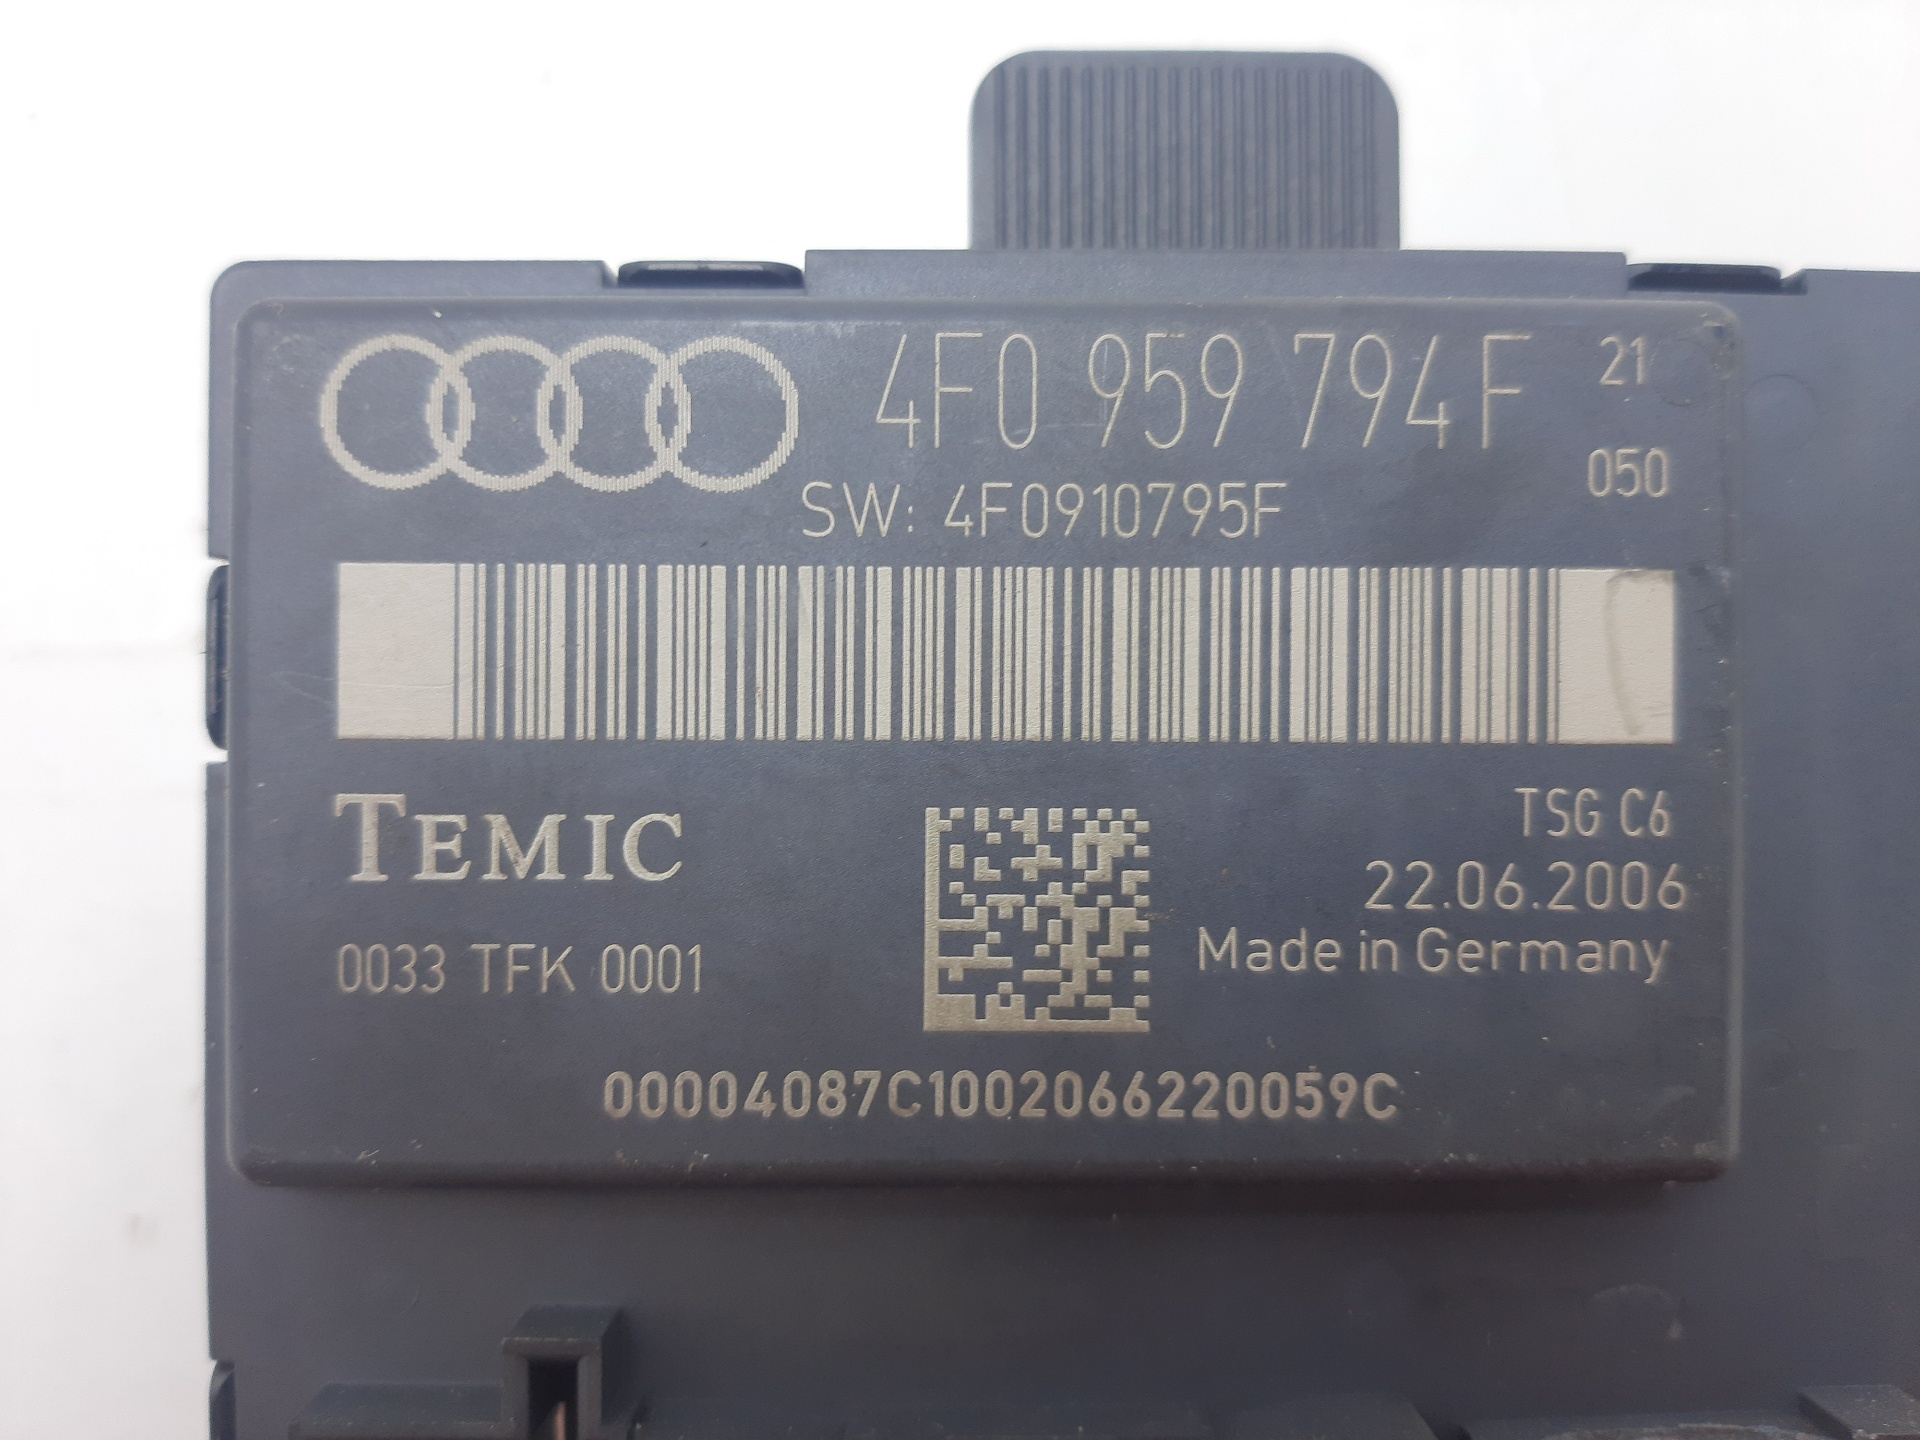 4F0 959 794 F 21
050
SW: 4F0910795F
TEMIC
TSG C6
22.06.2006
Made in Germany
0033 TFK 0001
00004087C1002066220059C